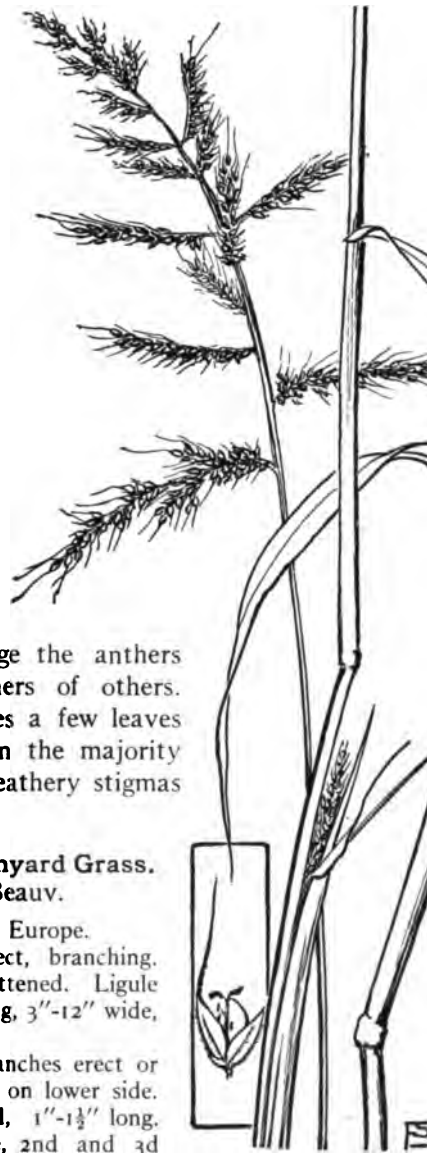 ge the anthers
ers of others.
es a few leaves
n the majority
eathery stigmas
nyard Grass.
Beauv.
Europe.
ect, branching.
ttened. Ligule
g, 3"-12" wide,
anches erect or
on lower side.
l, 1"-1½" long.
, 2nd and 3d